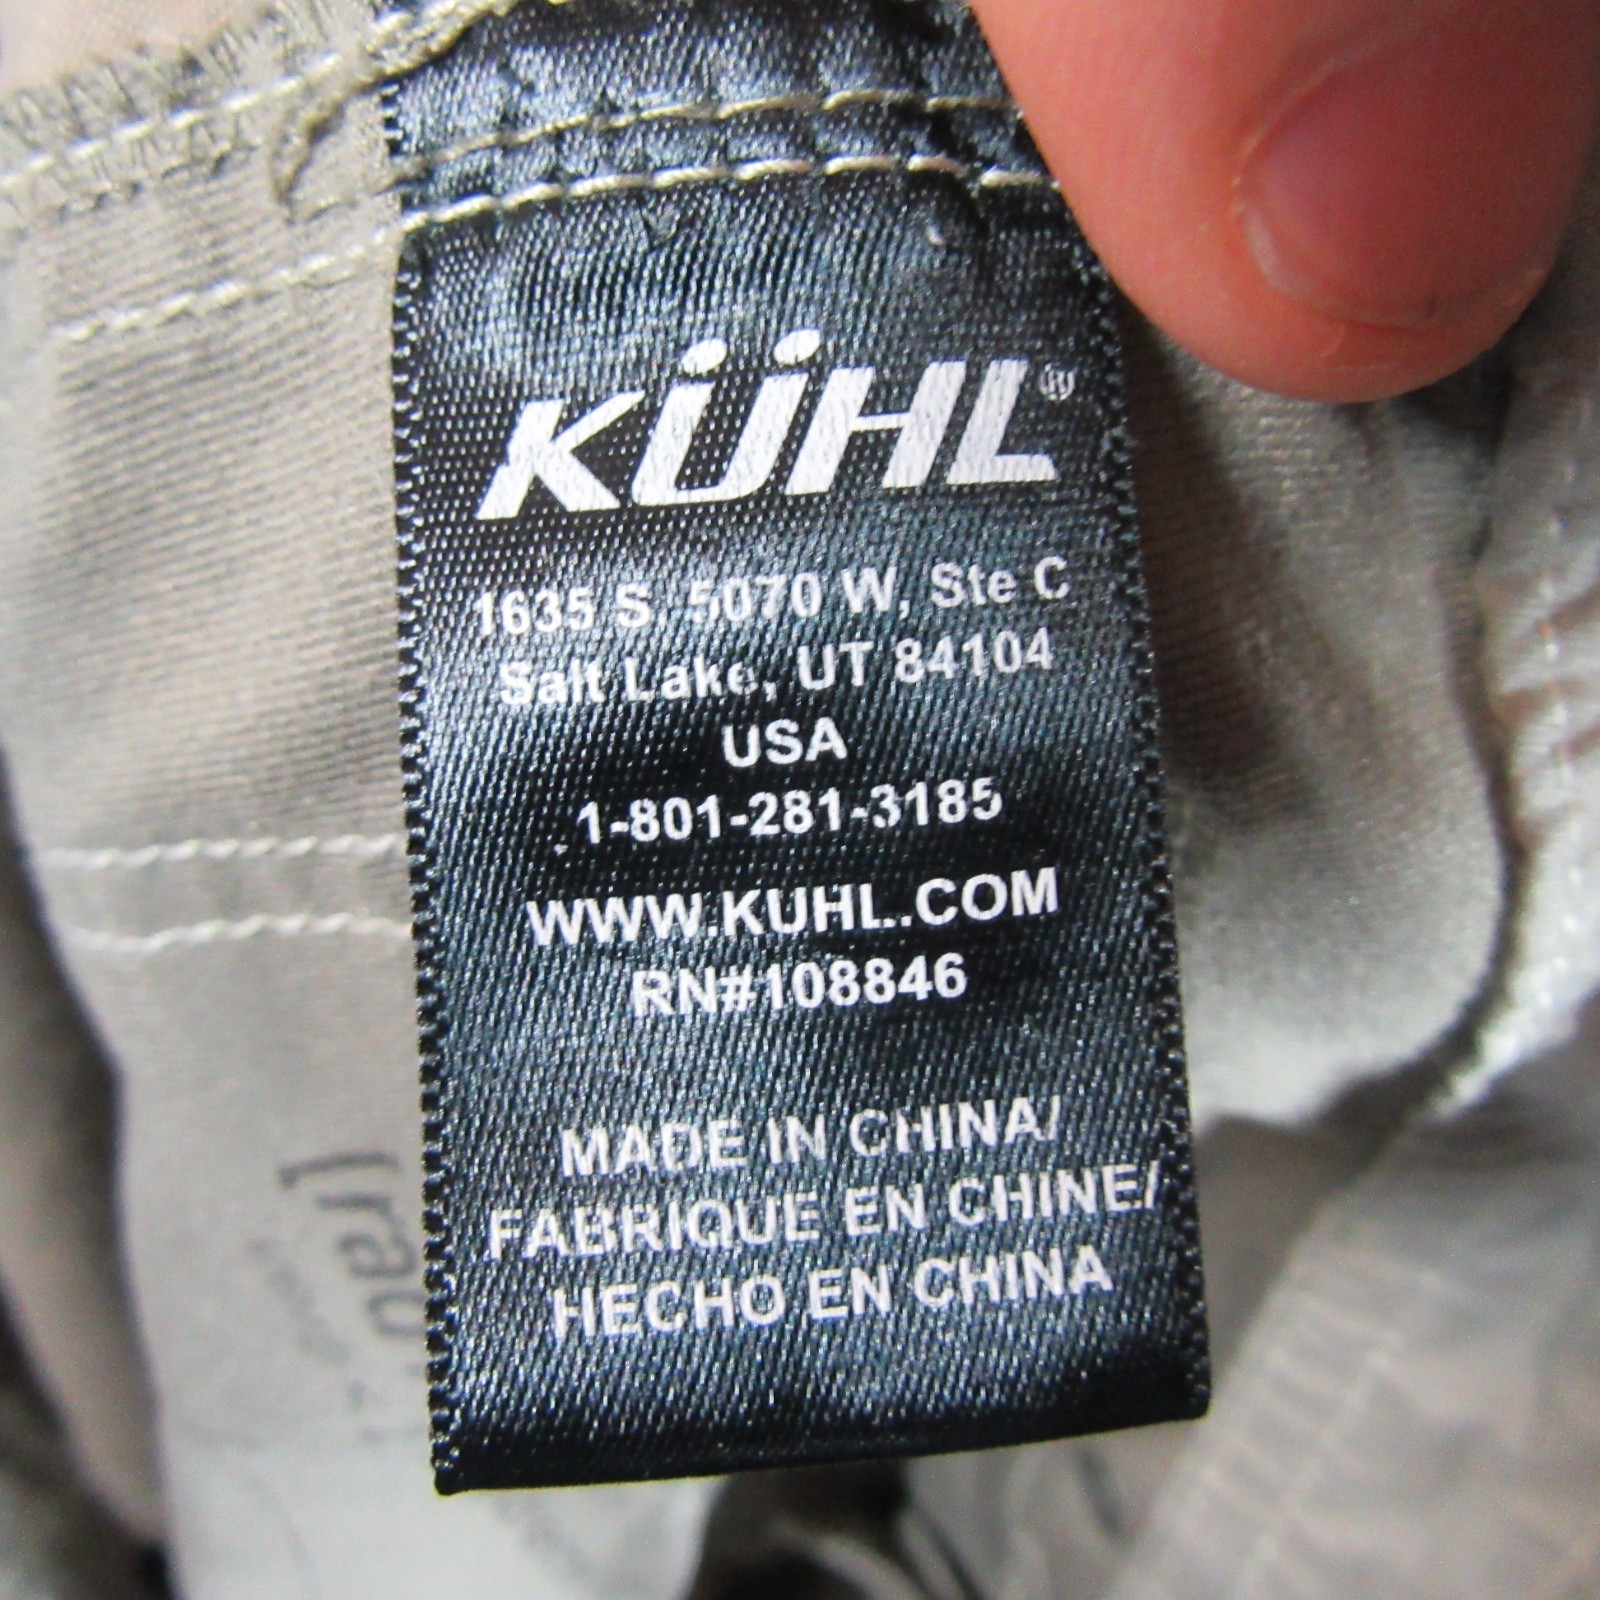 KÜHL®
1635 S. 5070 W, Ste C
Salt Lake, UT 84104
USA
1-801-281-3185
WWW.KUHL.COM
RN#108846
MADE IN CHINA/
FABRIQUE EN CHINE/
HECHO EN CHINA